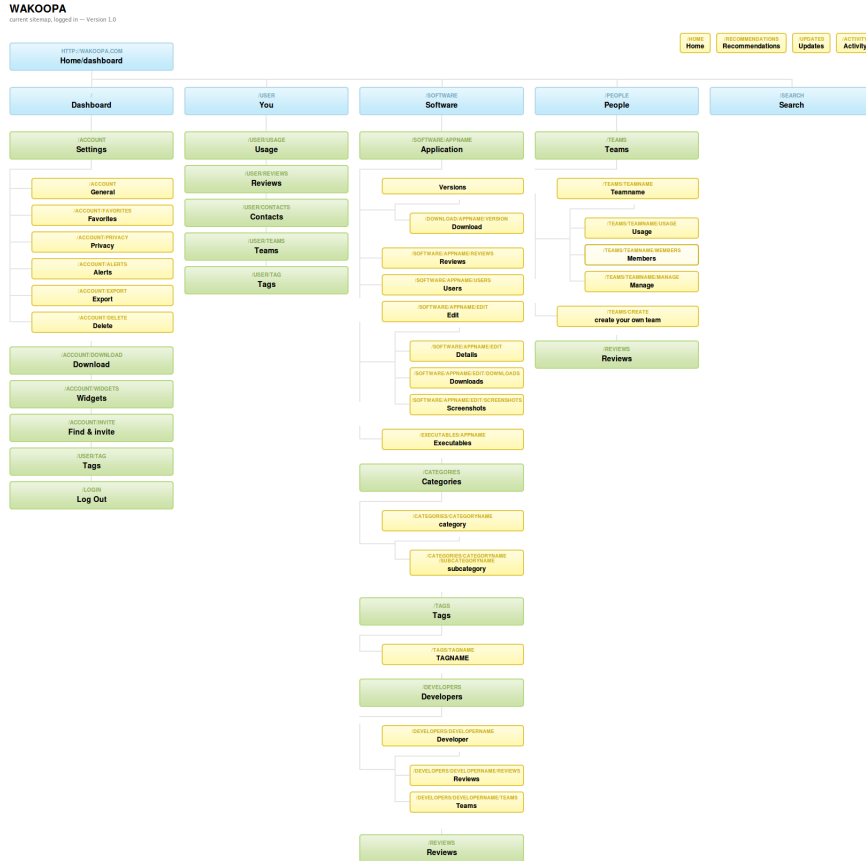 WAKOOPA
current sitemap, logged in — Version 1.0
/HOME
Home
/RECOMMENDATIONS
Recommendations
/UPDATED
Updates
/ACTIVITY
Activity
HTTP://WAKOOPA.COM
Home/dashboard
/
Dashboard
/USER
You
/SOFTWARE
Software
/PEOPLE
People
/SEARCH
Search
/ACCOUNT
Settings
/ACCOUNT
General
/ACCOUNT/FAVORITES
Favorites
/ACCOUNT/PRIVACY
Privacy
/ACCOUNT/ALERTS
Alerts
/ACCOUNT/EXPORT
Export
/ACCOUNT/DELETE
Delete
/ACCOUNT/DOWNLOAD
Download
/ACCOUNT/WIDGETS
Widgets
/ACCOUNT/INVITE
Find & invite
/USER/TAG
Tags
/LOGIN
Log Out
/USER/USAGE
Usage
/USER/REVIEWS
Reviews
/USER/CONTACTS
Contacts
/USER/TEAMS
Teams
/USER/TAG
Tags
/SOFTWARE/APPNAME
Application
Versions
/DOWNLOAD/APPNAME/VERSION
Download
/SOFTWARE/APPNAME/REVIEWS
Reviews
/SOFTWARE/APPNAME/USERS
Users
/SOFTWARE/APPNAME/EDIT
Edit
/SOFTWARE/APPNAME/EDIT
Details
/SOFTWARE/APPNAME/EDIT/DOWNLOADS
Downloads
/SOFTWARE/APPNAME/EDIT/SCREENSHOTS
Screenshots
/EXECUTABLES/APPNAME
Executables
/CATEGORIES
Categories
/CATEGORIES/CATEGORYNAME
category
/CATEGORIES/CATEGORYNAME
/SUBCATEGORYNAME
subcategory
/TAGS
Tags
/TAGS/TAGNAME
TAGNAME
/DEVELOPERS
Developers
/DEVELOPERS/DEVELOPERNAME
Developer
/DEVELOPERS/DEVELOPERNAME/REVIEWS
Reviews
/DEVELOPERS/DEVELOPERNAME/TEAMS
Teams
/REVIEWS
Reviews
/TEAMS
Teams
/TEAMS/TEAMNAME
Teamname
/TEAMS/TEAMNAME/USAGE
Usage
/TEAMS/TEAMNAME/MEMBERS
Members
/TEAMS/TEAMNAME/MANAGE
Manage
/TEAMS/CREATE
create your own team
/REVIEWS
Reviews